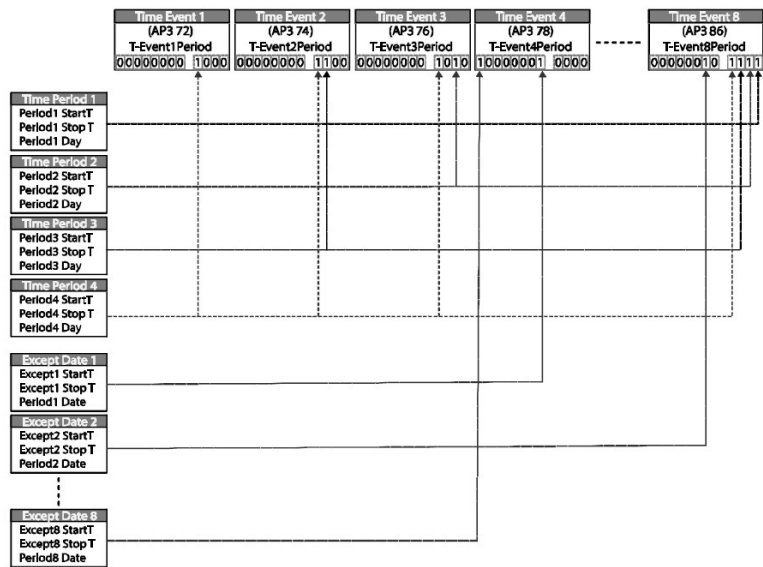 Time Event 1
(AP3 72)
T-Event1Period
00000000 1000
Time Event 2
(AP3 74)
T-Event2Period
00000000 1100
Time Event 3
(AP3 76)
T-Event3Period
00000000 1010
Time Event 4
(AP3 78)
T-Event4Period
10000001 0000
Time Event 8
(AP3 86)
T-Event8Period
00000010 1111
Time Period 1
Period1 StartT
Period1 Stop T
Period1 Day
Time Period 2
Period2 StartT
Period2 Stop T
Period2 Day
Time Period 3
Period3 StartT
Period3 Stop T
Period3 Day
Time Period 4
Period4 StartT
Period4 Stop T
Period4 Day
Except Date 1
Except1 StartT
Except1 Stop T
Period1 Date
Except Date 2
Except2 StartT
Except2 Stop T
Period2 Date
Except Date 8
Except8 StartT
Except8 Stop T
Period8 Date